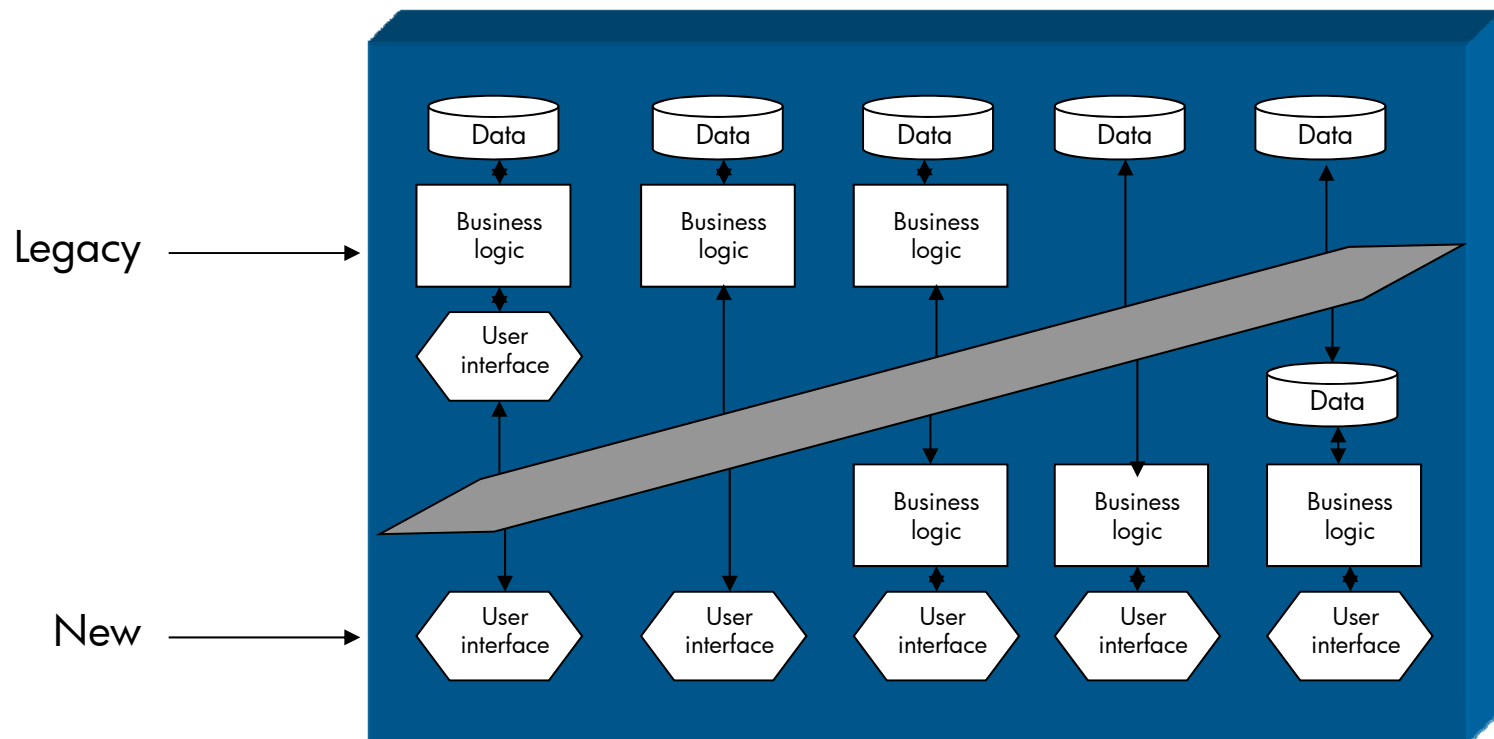 Data
Data
Data
Data
Data
Legacy
Business
logic
Business
logic
Business
logic
User
interface
Data
Business
logic
Business
logic
Business
logic
New
User
interface
User
interface
User
interface
User
interface
User
interface